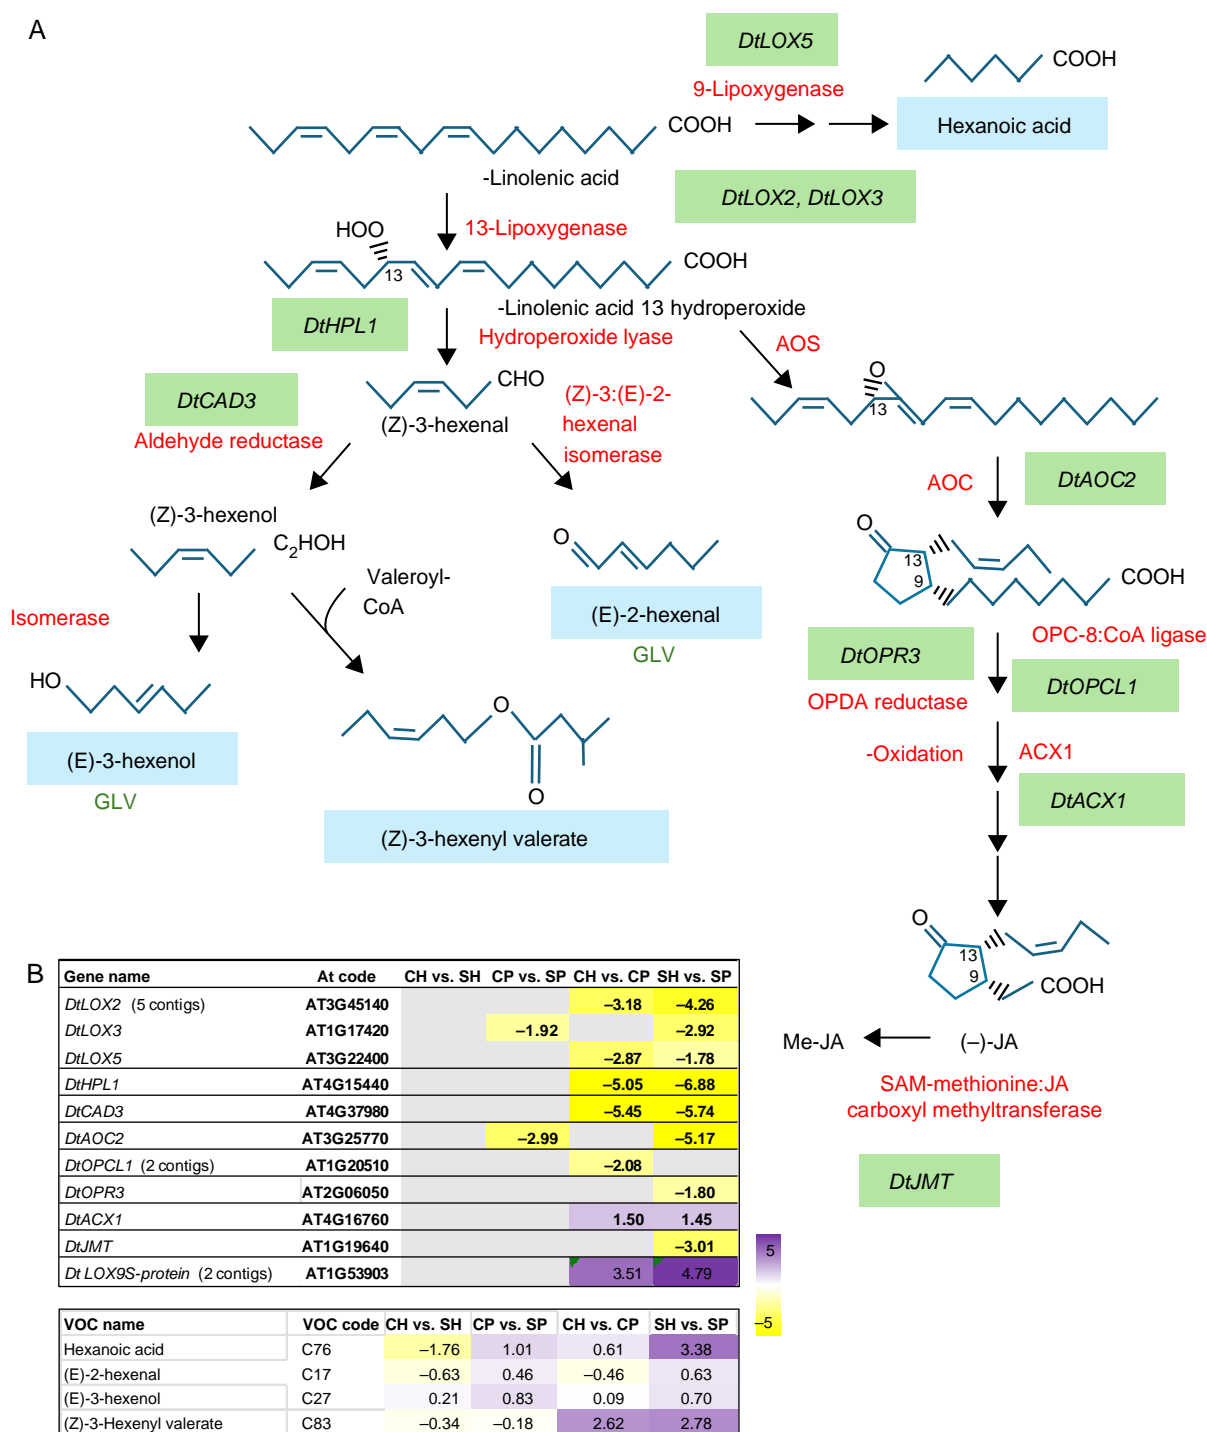 A
DtLOX5
9-Lipoxygenase
COOH
Hexanoic acid
COOH
-Linolenic acid
DtLOX2, DtLOX3
13-Lipoxygenase
HOO
13
COOH
-Linolenic acid 13 hydroperoxide
DtHPL1
Hydroperoxide lyase
AOS
DtCAD3
Aldehyde reductase
CHO
(Z)-3-hexenal
(Z)-3:(E)-2-
hexenal
isomerase
O
13
AOC
DtAOC2
(Z)-3-hexenol
C2HOH
Valeroyl-
CoA
Isomerase
O
(E)-2-hexenal
GLV
O
13
9
COOH
OPC-8:CoA ligase
DtOPR3
DtOPCL1
OPDA reductase
HO
(E)-3-hexenol
GLV
O
O
(Z)-3-hexenyl valerate
-Oxidation
ACX1
DtACX1
O
13
9
COOH
Me-JA
(–)-JA
SAM-methionine:JA
carboxyl methyltransferase
DtJMT
B
Gene name At code CH vs. SH CP vs. SP CH vs. CP SH vs. SP
DtLOX2 (5 contigs) AT3G45140 –3.18 –4.26
DtLOX3 AT1G17420 –1.92 –2.92
DtLOX5 AT3G22400 –2.87 –1.78
DtHPL1 AT4G15440 –5.05 –6.88
DtCAD3 AT4G37980 –5.45 –5.74
DtAOC2 AT3G25770 –2.99 –5.17
DtOPCL1 (2 contigs) AT1G20510 –2.08
DtOPR3 AT2G06050 –1.80
DtACX1 AT4G16760 1.50 1.45
DtJMT AT1G19640 –3.01
Dt LOX9S-protein (2 contigs) AT1G53903 3.51 4.79
5
–5
VOC name VOC code CH vs. SH CP vs. SP CH vs. CP SH vs. SP
Hexanoic acid C76 –1.76 1.01 0.61 3.38
(E)-2-hexenal C17 –0.63 0.46 –0.46 0.63
(E)-3-hexenol C27 0.21 0.83 0.09 0.70
(Z)-3-Hexenyl valerate C83 –0.34 –0.18 2.62 2.78